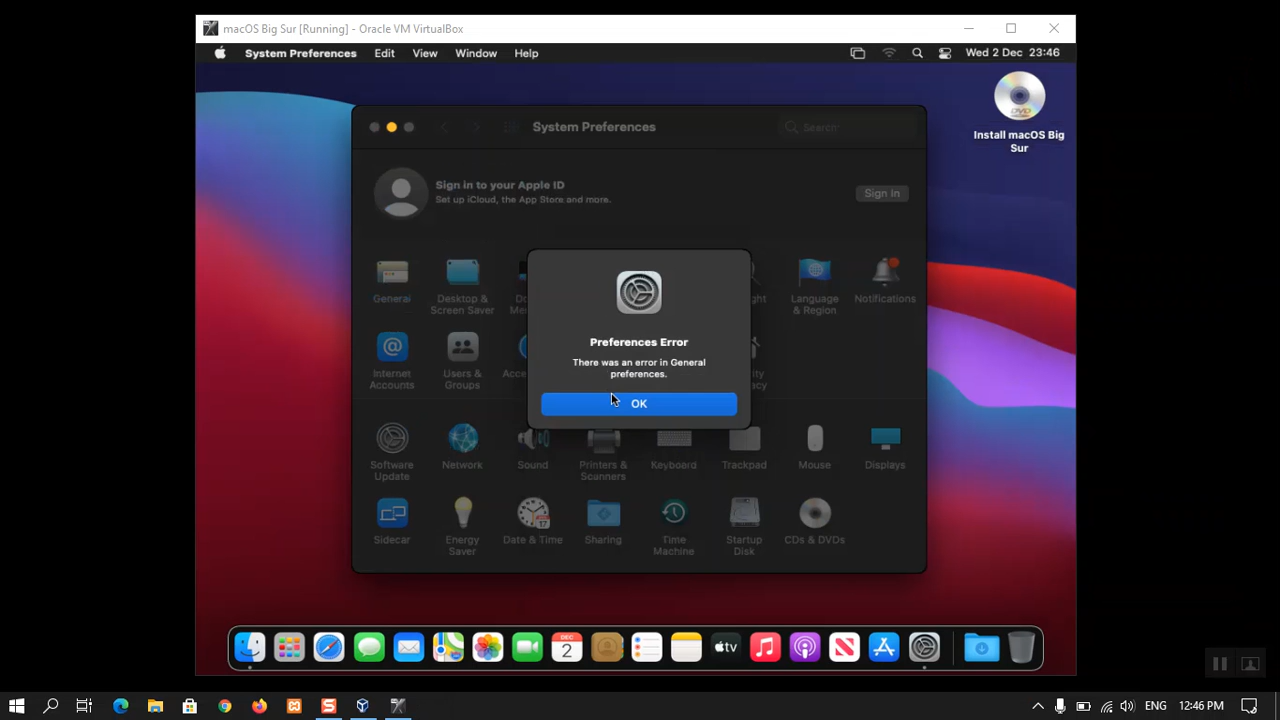 macOS Big Sur [Running] - Oracle VM VirtualBox
System Preferences Edit View Window Help Wed 2 Dec 23:46
System Preferences
Search
Install macOS Big
Sur
Sign in to your Apple ID
Set up iCloud, the App Store and more.
Sign In
General
Desktop &
Screen Saver
Language
& Region
Notifications
Preferences Error
There was an error in General
preferences.
OK
Internet
Accounts
Users &
Groups
Software
Update
Network
Sound
Printers &
Scanners
Keyboard
Trackpad
Mouse
Displays
Sidecar
Energy
Saver
Date & Time
Sharing
Time
Machine
Startup
Disk
CDs & DVDs
DEC
2
tv
ENG 12:46 PM